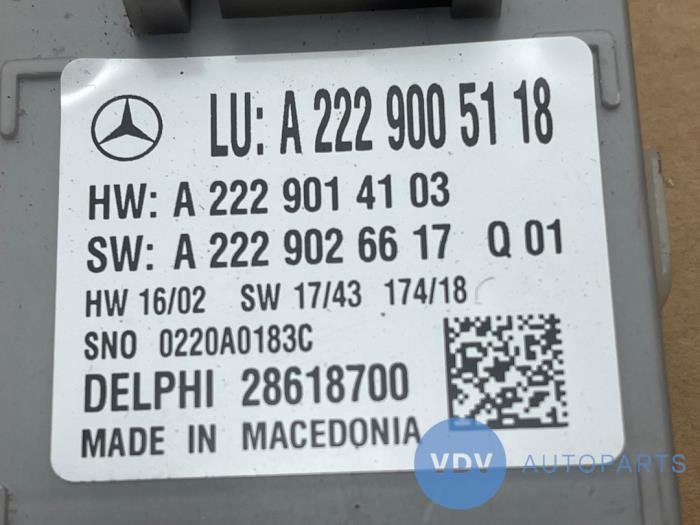 LU: A 222 900 51 18
HW: A 222 901 41 03
SW: A 222 902 66 17 Q 01
HW 16/02 SW 17/43 174/18
SNO 0220A0183C
DELPHI 28618700
MADE IN MACEDONIA
VDV AUTOPARTS